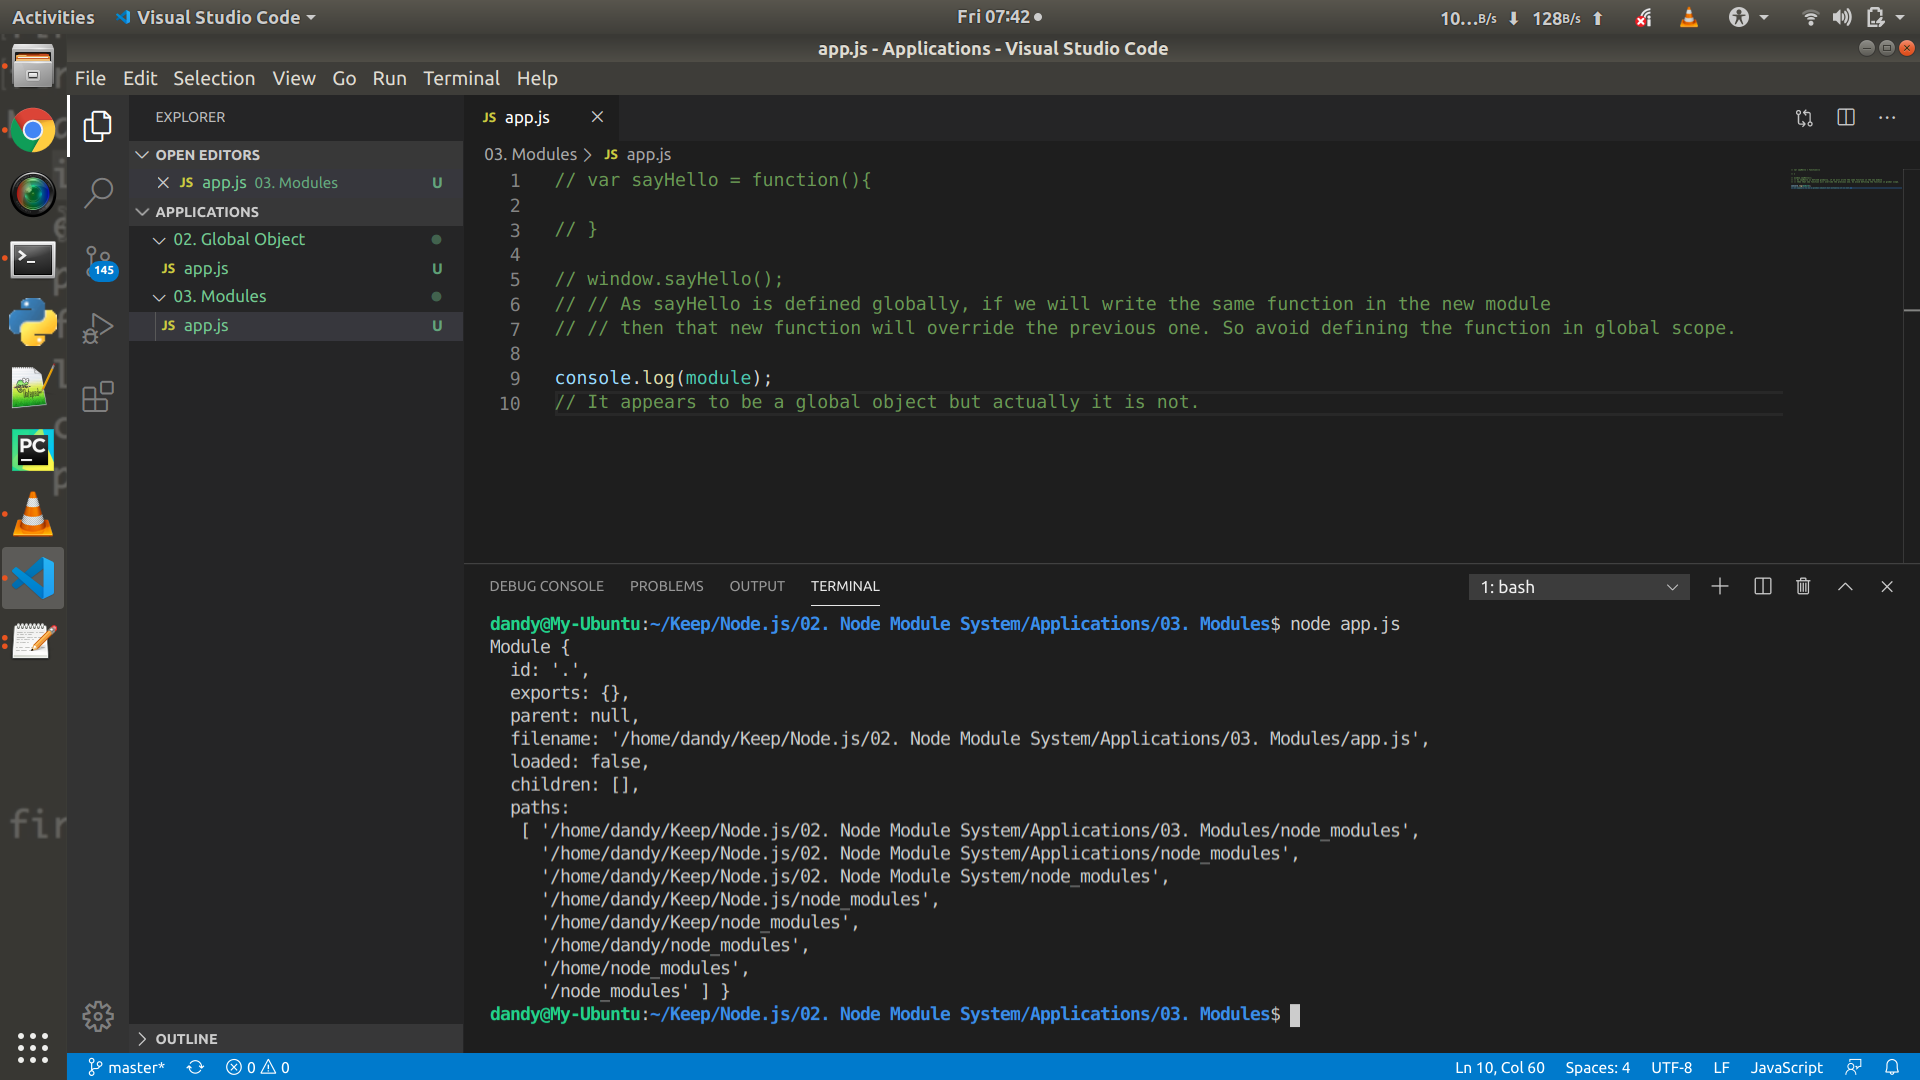 Activities
Visual Studio Code
Fri 07:42
10...B/s
128B/s
app.js - Applications - Visual Studio Code
File Edit Selection View Go Run Terminal Help
EXPLORER
OPEN EDITORS
JS app.js 03. Modules U
APPLICATIONS
02. Global Object
JS app.js U
03. Modules
JS app.js U
145
OUTLINE
JS app.js
03. Modules > JS app.js
1 // var sayHello = function(){
2
3 // }
4
5 // window.sayHello();
6 // // As sayHello is defined globally, if we will write the same function in the new module
7 // // then that new function will override the previous one. So avoid defining the function in global scope.
8
9 console.log(module);
10 // It appears to be a global object but actually it is not.
DEBUG CONSOLE PROBLEMS OUTPUT TERMINAL
1: bash
dandy@My-Ubuntu:~/Keep/Node.js/02. Node Module System/Applications/03. Modules$ node app.js
Module {
  id: '.',
  exports: {},
  parent: null,
  filename: '/home/dandy/Keep/Node.js/02. Node Module System/Applications/03. Modules/app.js',
  loaded: false,
  children: [],
  paths:
   [ '/home/dandy/Keep/Node.js/02. Node Module System/Applications/03. Modules/node_modules',
     '/home/dandy/Keep/Node.js/02. Node Module System/Applications/node_modules',
     '/home/dandy/Keep/Node.js/02. Node Module System/node_modules',
     '/home/dandy/Keep/Node.js/node_modules',
     '/home/dandy/Keep/node_modules',
     '/home/dandy/node_modules',
     '/home/node_modules',
     '/node_modules' ] }
dandy@My-Ubuntu:~/Keep/Node.js/02. Node Module System/Applications/03. Modules$
PC
fir
master* 0 0
Ln 10, Col 60 Spaces: 4 UTF-8 LF JavaScript